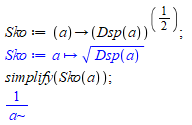 Sko := (a) → (Dsp(a))^(1/2);
Sko := a ↦ √Dsp(a)
simplify(Sko(a));
1/a~